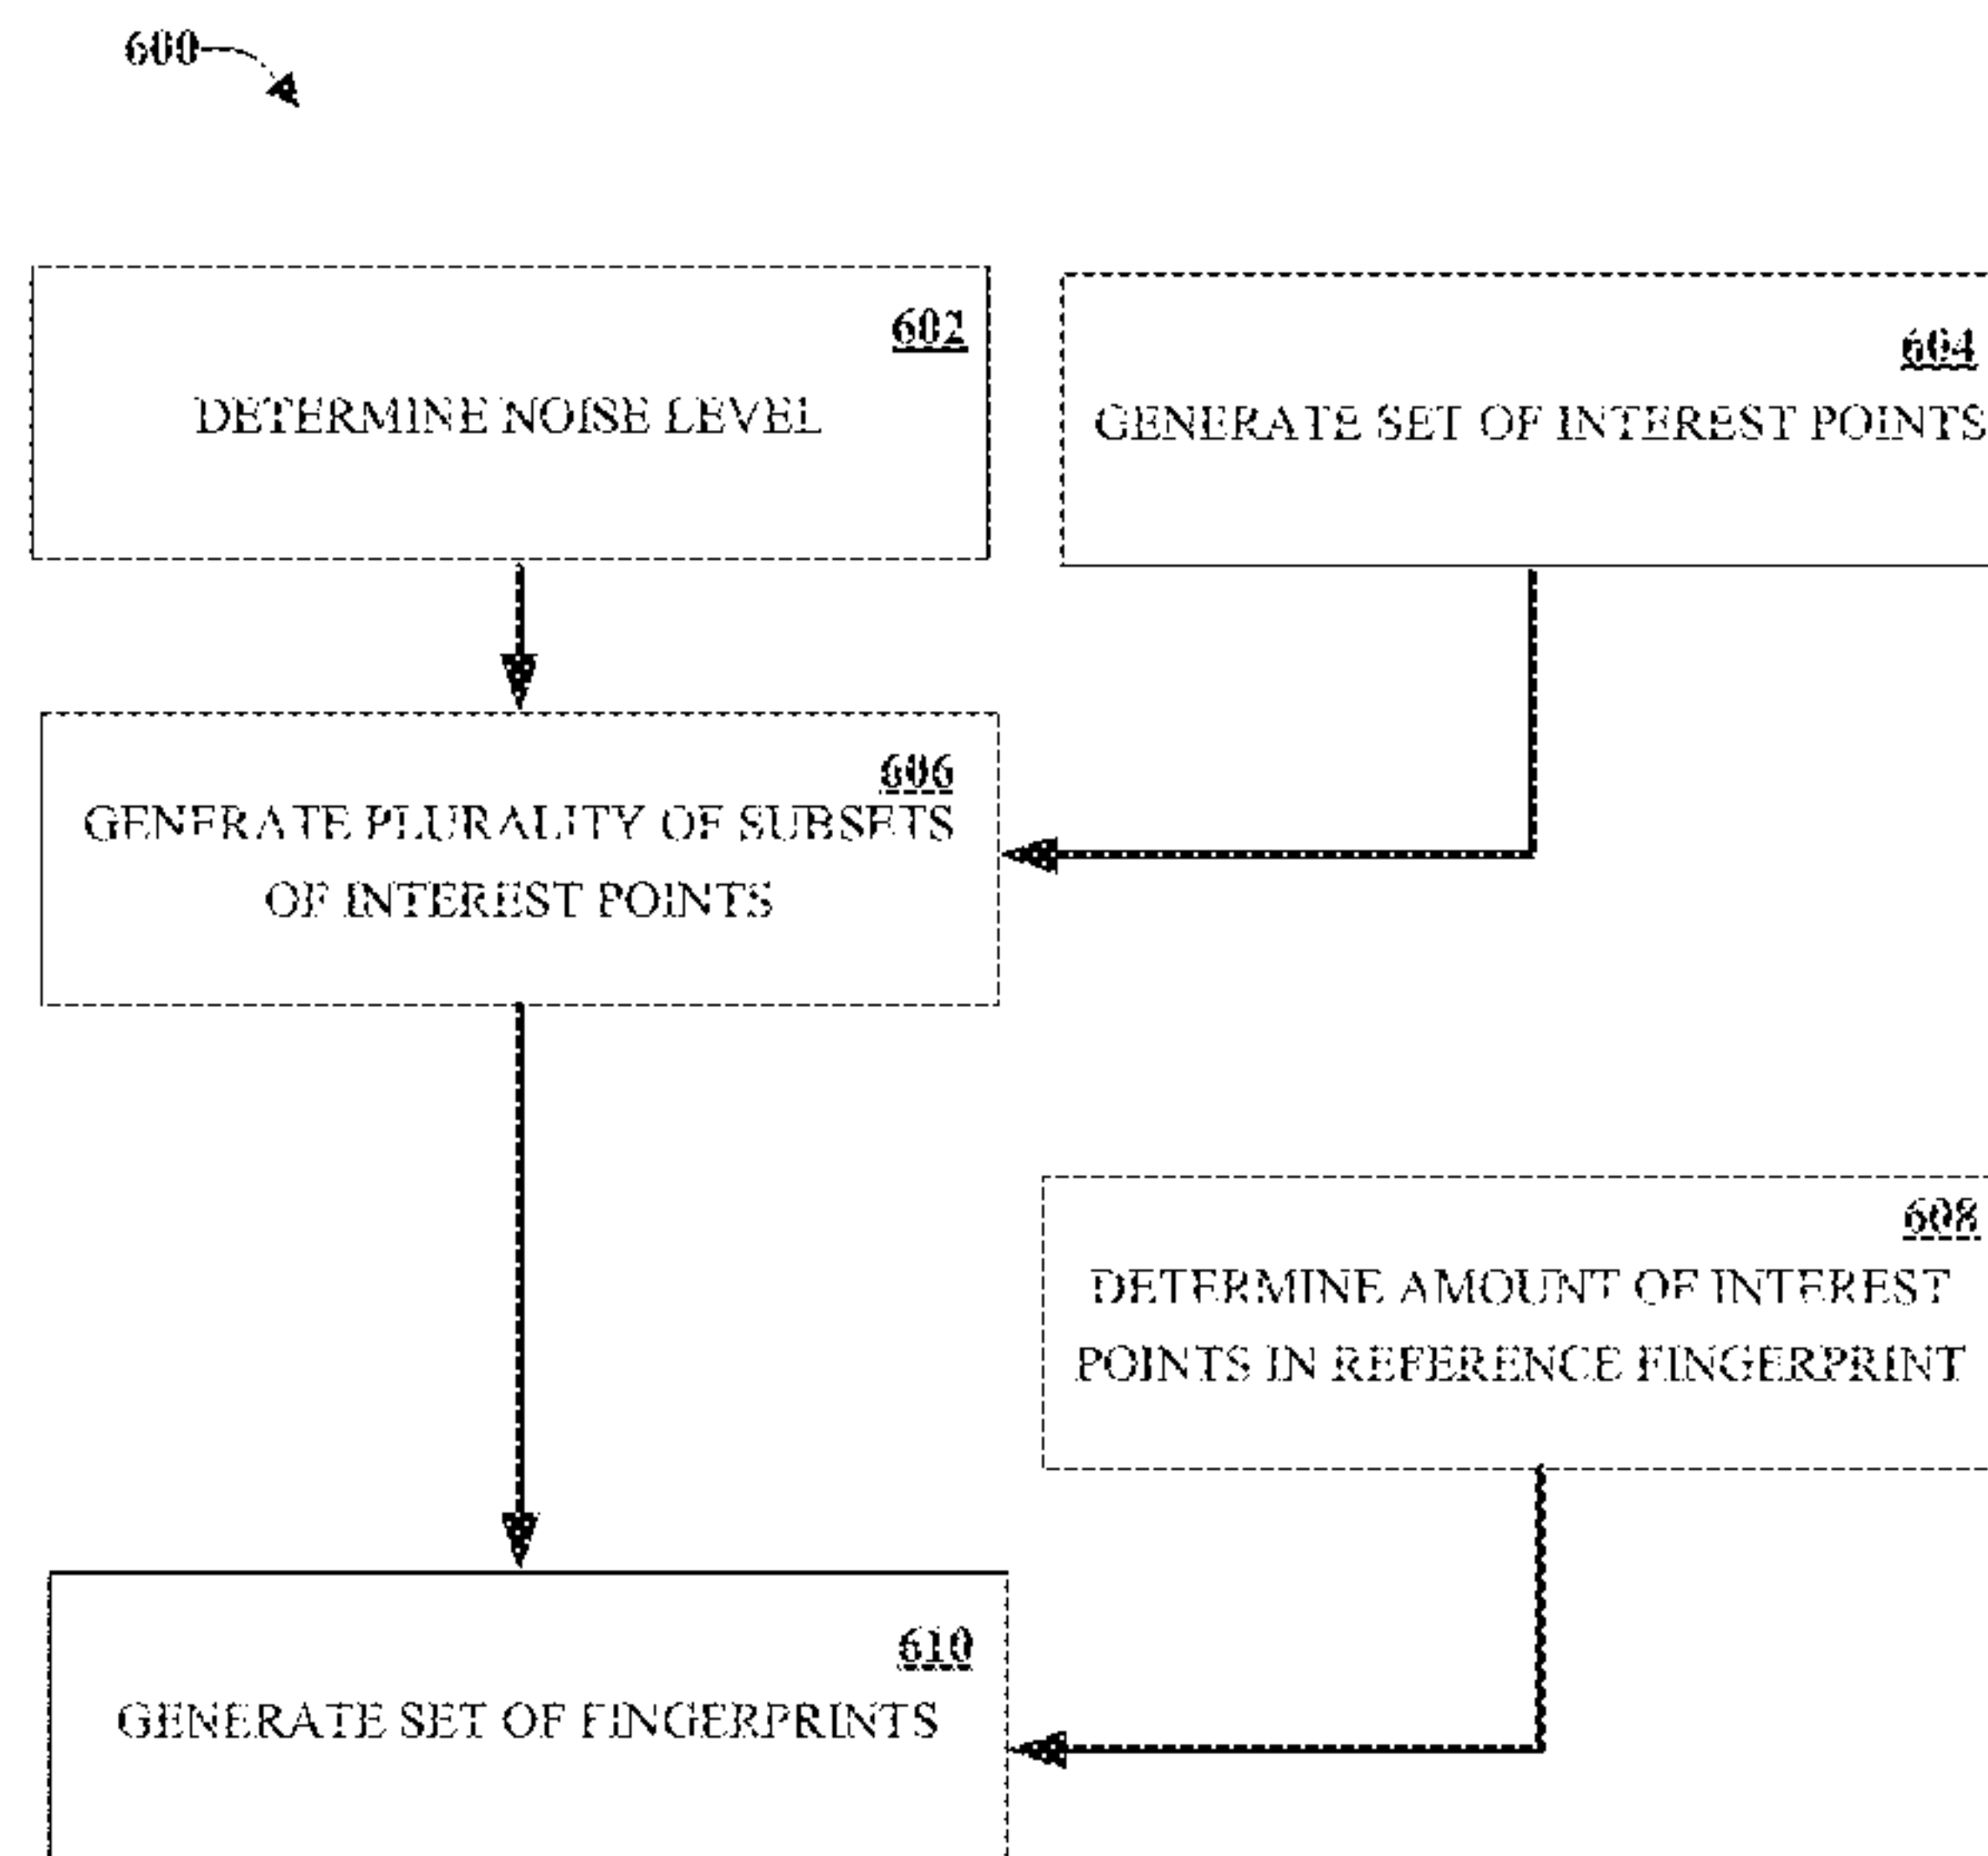 600
602
DETERMINE NOISE LEVEL
604
GENERATE SET OF INTEREST POINTS
606
GENERATE PLURALITY OF SUBSETS
OF INTEREST POINTS
608
DETERMINE AMOUNT OF INTEREST
POINTS IN REFERENCE FINGERPRINT
610
GENERATE SET OF FINGERPRINTS